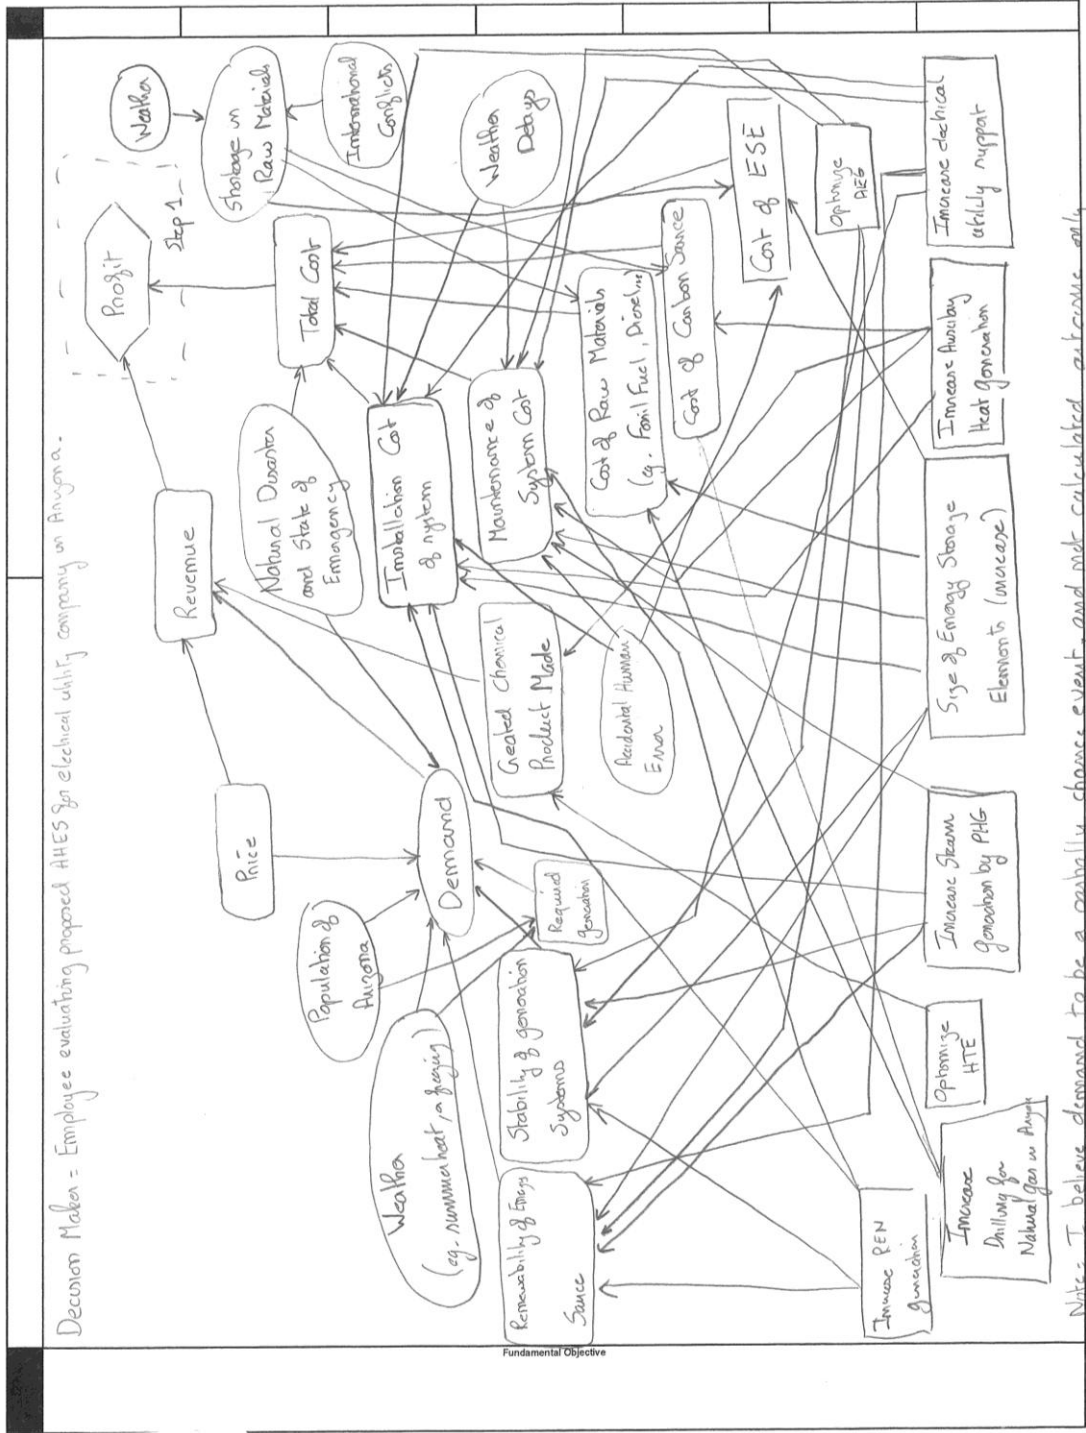 Decision Maker = Employee evaluating proposed AHES for electrical utility company in Arizona.
Weather
Shortage in
Raw Materials
International
Conflicts
Profit
Step 1
Total Cost
Weather
Delays
Revenue
Natural Disaster
and State of
Emergency
Installation Cost
of system
Maintenance of
System Cost
Cost of Raw Materials
(eg. Fossil Fuel, Diesel...)
Cost of Carbon Source
Cost of ESE
Price
Population of
Arizona
Demand
Created Chemical
Product Made
Accidental Human
Error
Required
generation
Weather
(eg. summer heat, a freezing)
Stability of generation
Systems
Renewability of Energy
Source
Optimize
AEG
Increase electrical
utility support
Increase Auxiliary
Heat Generation
Size of Energy Storage
Elements (increase)
Increase Steam
Generation by PHG
Optimize
HTE
Increase
Drilling for
Natural gas in Arizona
Increase REN
generation
Note - I believe demand to be a partially chance event and not calculated outcome only
Fundamental Objective